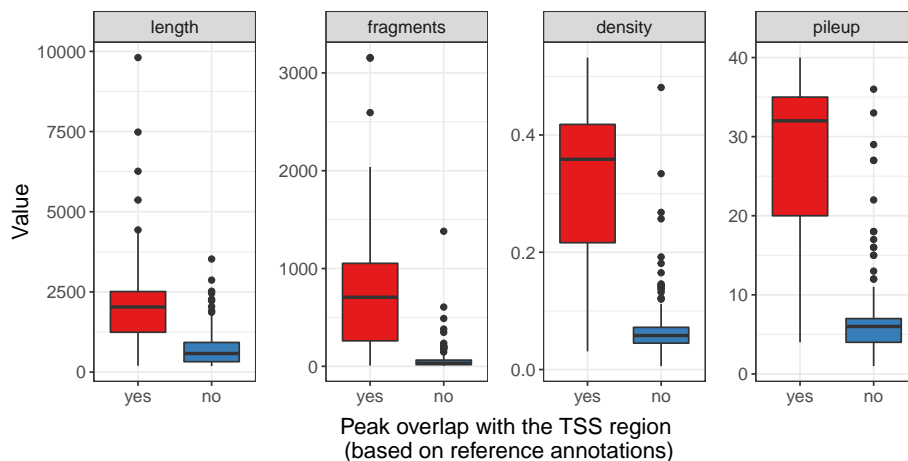 length
fragments
density
pileup
Value
10000
7500
5000
2500
0
3000
2000
1000
0
0.4
0.2
0.0
40
30
20
10
0
yes
no
yes
no
yes
no
yes
no
Peak overlap with the TSS region
(based on reference annotations)